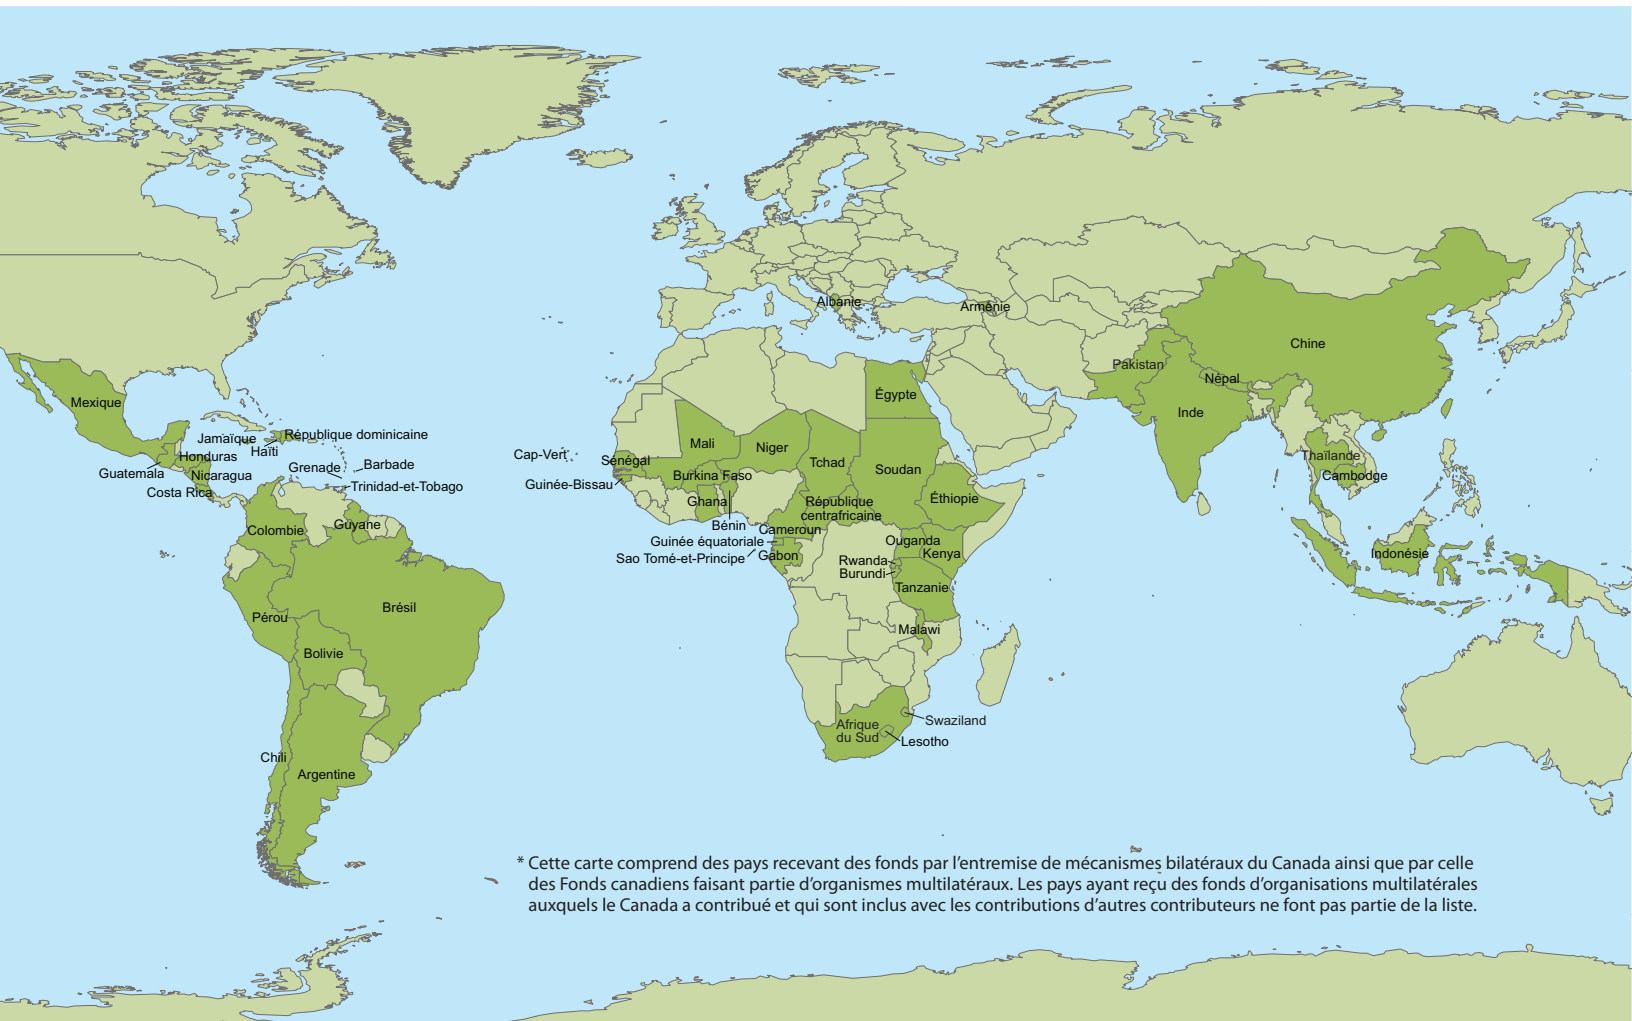 Albanie
Arménie
Chine
Pakistan
Népal
Inde
Thaïlande
Cambodge
Indonésie
Mexique
Jamaïque
République dominicaine
Haïti
Honduras
Guatemala
Nicaragua
Costa Rica
Grenade
Barbade
Trinidad-et-Tobago
Colombie
Guyane
Pérou
Brésil
Bolivie
Chili
Argentine
Cap-Vert
Sénégal
Guinée-Bissau
Mali
Niger
Tchad
Égypte
Soudan
Burkina Faso
Ghana
Bénin
Éthiopie
République
centrafricaine
Cameroun
Guinée équatoriale
Sao Tomé-et-Principe
Gabon
Ouganda
Kenya
Rwanda
Burundi
Tanzanie
Malawi
Swaziland
Afrique
du Sud
Lesotho
* Cette carte comprend des pays recevant des fonds par l'entremise de mécanismes bilatéraux du Canada ainsi que par celle
des Fonds canadiens faisant partie d'organismes multilatéraux. Les pays ayant reçu des fonds d'organisations multilatérales
auxquels le Canada a contribué et qui sont inclus avec les contributions d'autres contributeurs ne font pas partie de la liste.